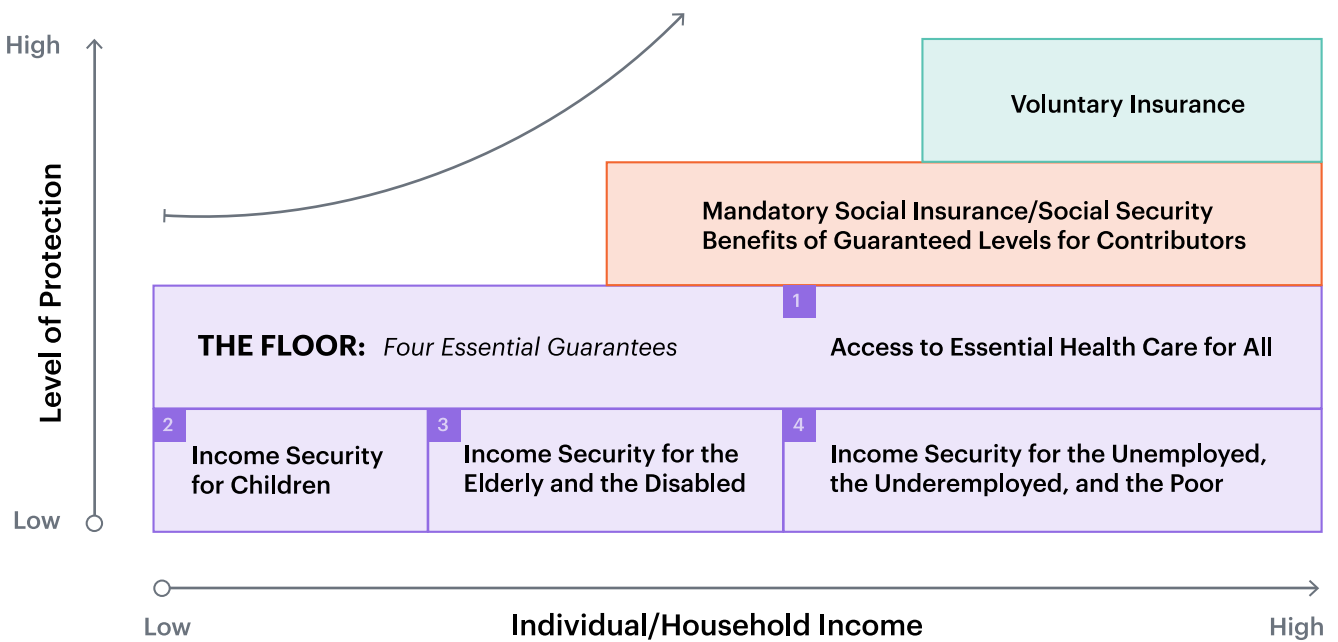 High
Voluntary Insurance
Mandatory Social Insurance/Social Security
Benefits of Guaranteed Levels for Contributors
Level of Protection
1
THE FLOOR: Four Essential Guarantees
Access to Essential Health Care for All
2
Income Security
for Children
3
Income Security for the
Elderly and the Disabled
4
Income Security for the Unemployed,
the Underemployed, and the Poor
Low
Low
Individual/Household Income
High